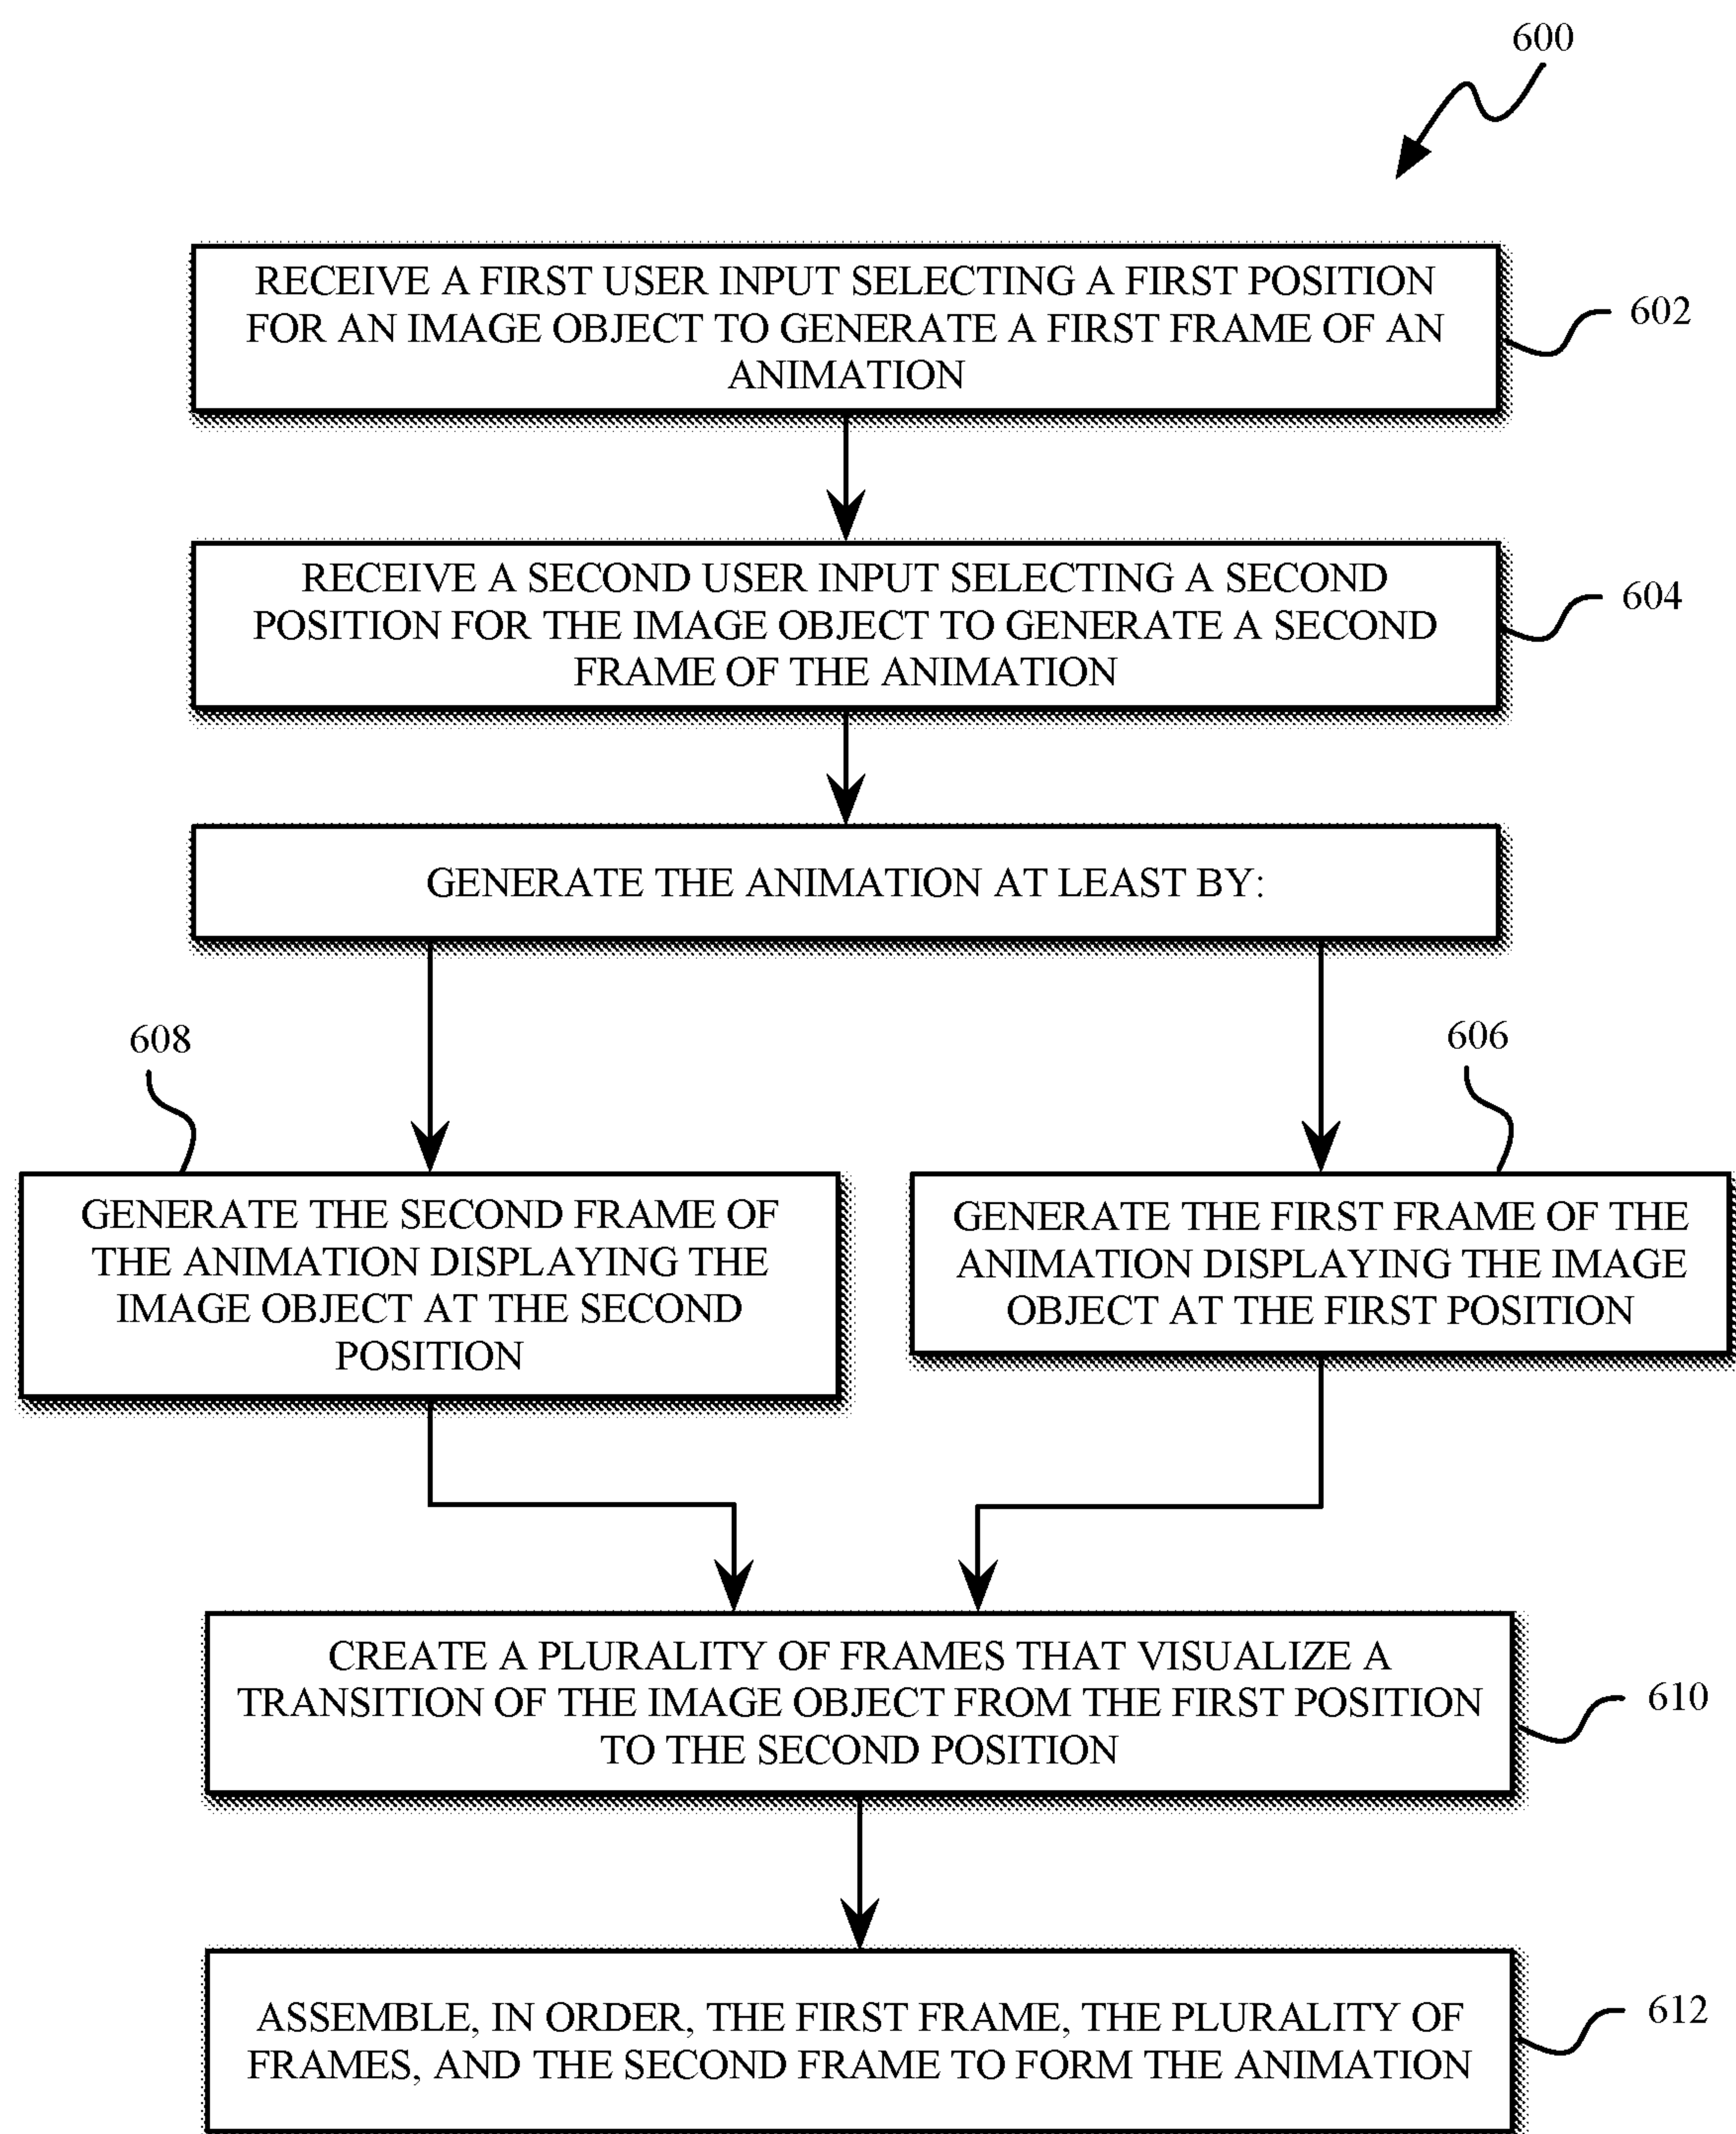 600
RECEIVE A FIRST USER INPUT SELECTING A FIRST POSITION
FOR AN IMAGE OBJECT TO GENERATE A FIRST FRAME OF AN
ANIMATION
602
RECEIVE A SECOND USER INPUT SELECTING A SECOND
POSITION FOR THE IMAGE OBJECT TO GENERATE A SECOND
FRAME OF THE ANIMATION
604
GENERATE THE ANIMATION AT LEAST BY:
608
GENERATE THE SECOND FRAME OF
THE ANIMATION DISPLAYING THE
IMAGE OBJECT AT THE SECOND
POSITION
606
GENERATE THE FIRST FRAME OF THE
ANIMATION DISPLAYING THE IMAGE
OBJECT AT THE FIRST POSITION
CREATE A PLURALITY OF FRAMES THAT VISUALIZE A
TRANSITION OF THE IMAGE OBJECT FROM THE FIRST POSITION
TO THE SECOND POSITION
610
ASSEMBLE, IN ORDER, THE FIRST FRAME, THE PLURALITY OF
FRAMES, AND THE SECOND FRAME TO FORM THE ANIMATION
612